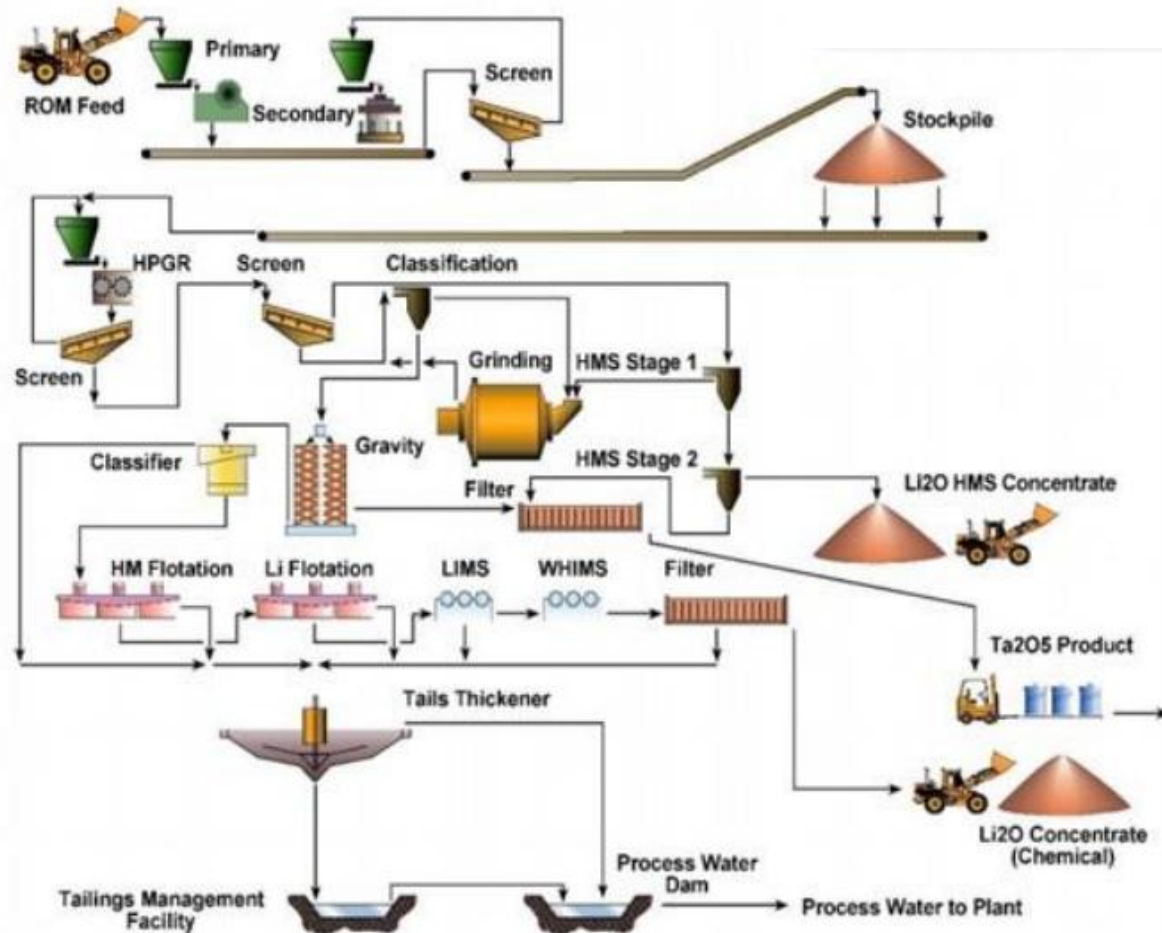 Primary
ROM Feed
Secondary
Screen
Stockpile
HPGR
Screen
Classification
Screen
Grinding
HMS Stage 1
Classifier
Gravity
HMS Stage 2
Filter
Li2O HMS Concentrate
HM Flotation
Li Flotation
LIMS
WHIMS
Filter
Ta2O5 Product
Tails Thickener
Li2O Concentrate
(Chemical)
Process Water
Dam
Tailings Management
Facility
Process Water to Plant